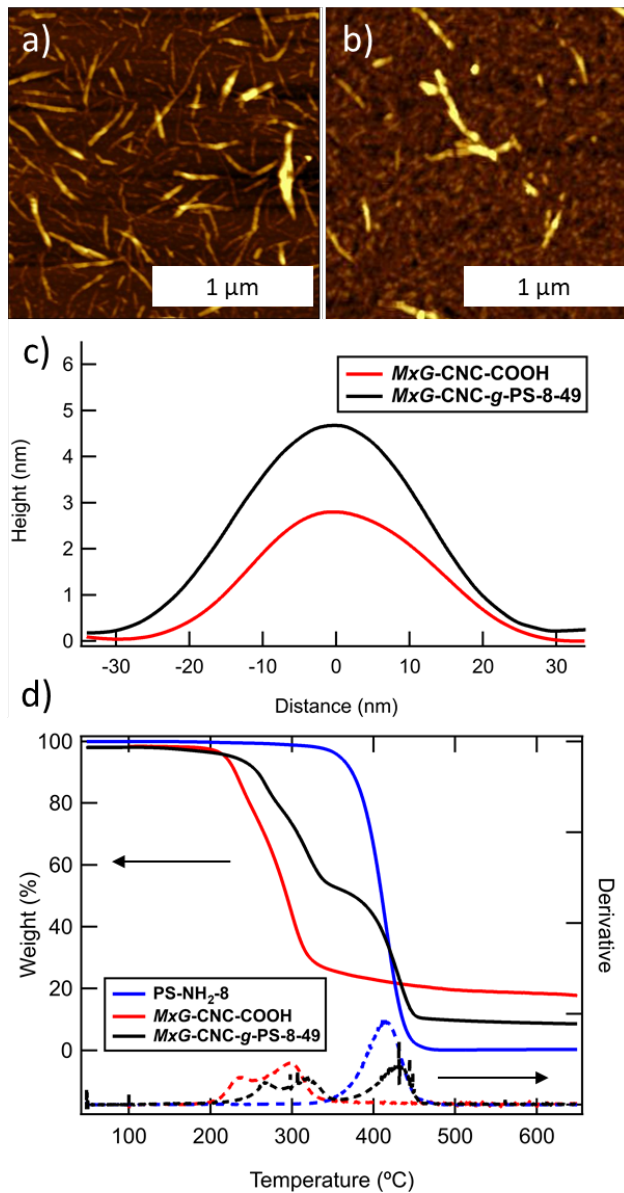 a)
b)
1 µm
1 µm
c)
6
5
4
3
2
1
0
Height (nm)
MxG-CNC-COOH
MxG-CNC-g-PS-8-49
-30
-20
-10
0
10
20
30
Distance (nm)
d)
100
80
60
40
20
0
Weight (%)
Derivative
PS-NH₂-8
MxG-CNC-COOH
MxG-CNC-g-PS-8-49
100
200
300
400
500
600
Temperature (ºC)